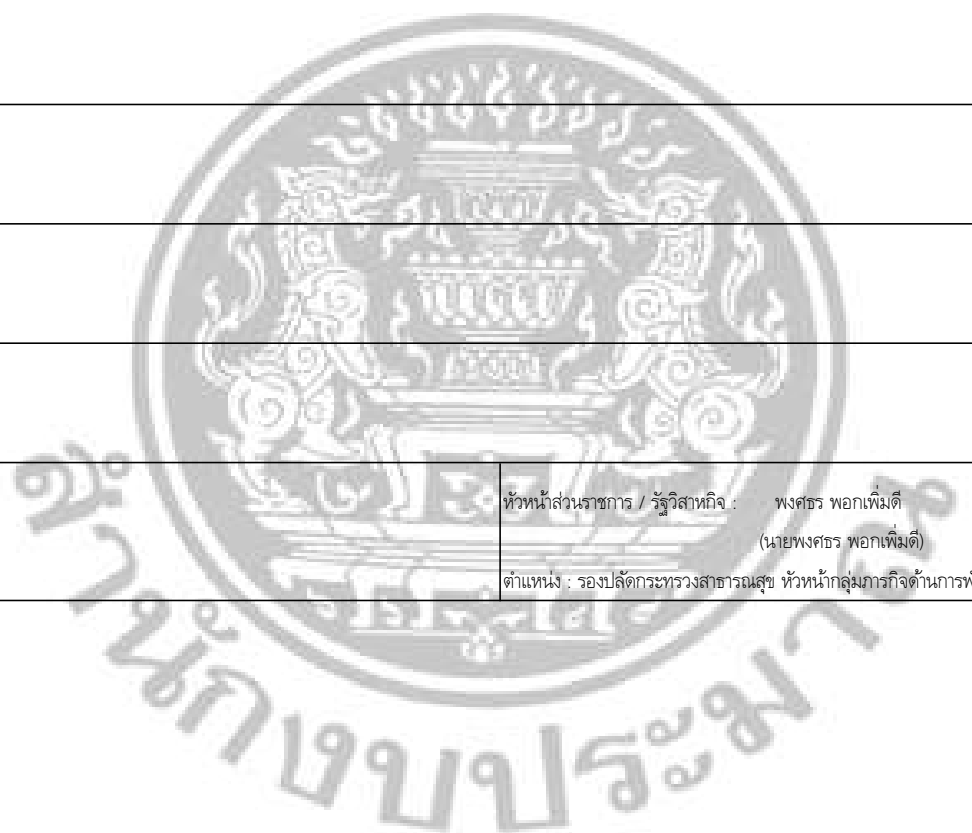 หัวหน้าส่วนราชการ / รัฐวิสาหกิจ : พงศธร พอกเพิ่มดี
(นายพงศธร พอกเพิ่มดี)
ตำแหน่ง : รองปลัดกระทรวงสาธารณสุข หัวหน้ากลุ่มภารกิจด้านการพั
สำนักงบประมาณ